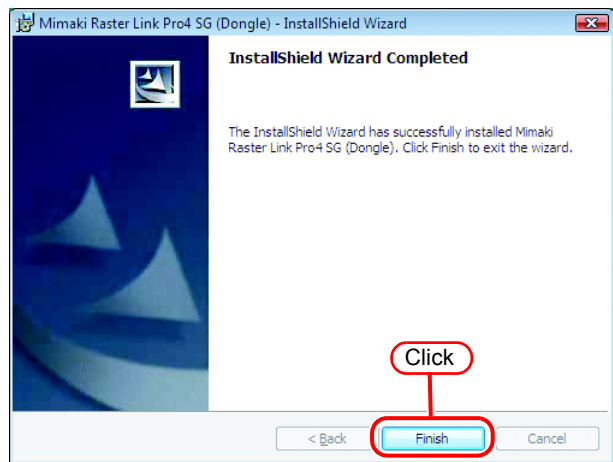 Mimaki Raster Link Pro4 SG (Dongle) - InstallShield Wizard
InstallShield Wizard Completed
The InstallShield Wizard has successfully installed Mimaki
Raster Link Pro4 SG (Dongle). Click Finish to exit the wizard.
Click
< Back
Finish
Cancel